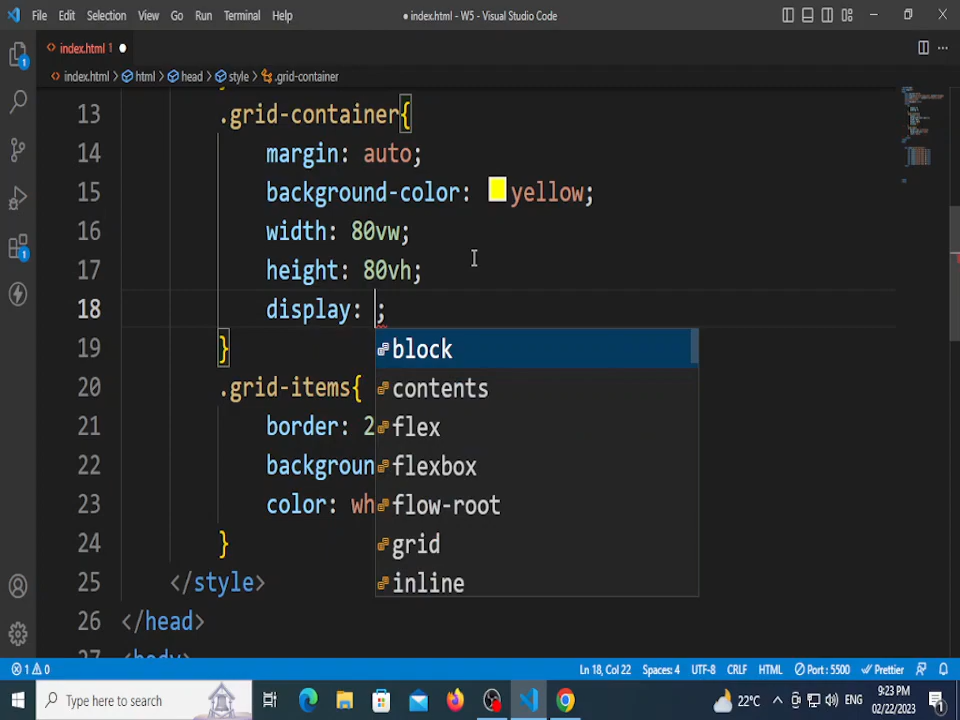 File Edit Selection View Go Run Terminal Help
● index.html - W5 - Visual Studio Code
<> index.html 1 ●
<> index.html > html > head > style > .grid-container
13 .grid-container{
14 margin: auto;
15 background-color: yellow;
16 width: 80vw;
17 height: 80vh;
18 display: ;
block
19 }
contents
20 .grid-items{
flex
21 border: 2
flexbox
22 backgroun
flow-root
23 color: wh
grid
24 }
inline
25 </style>
26 </head>
27 <body>
1 0 Ln 18, Col 22 Spaces: 4 UTF-8 CRLF HTML Port : 5500 Prettier
Type here to search
22°C ENG
9:23 PM
02/22/2023
1